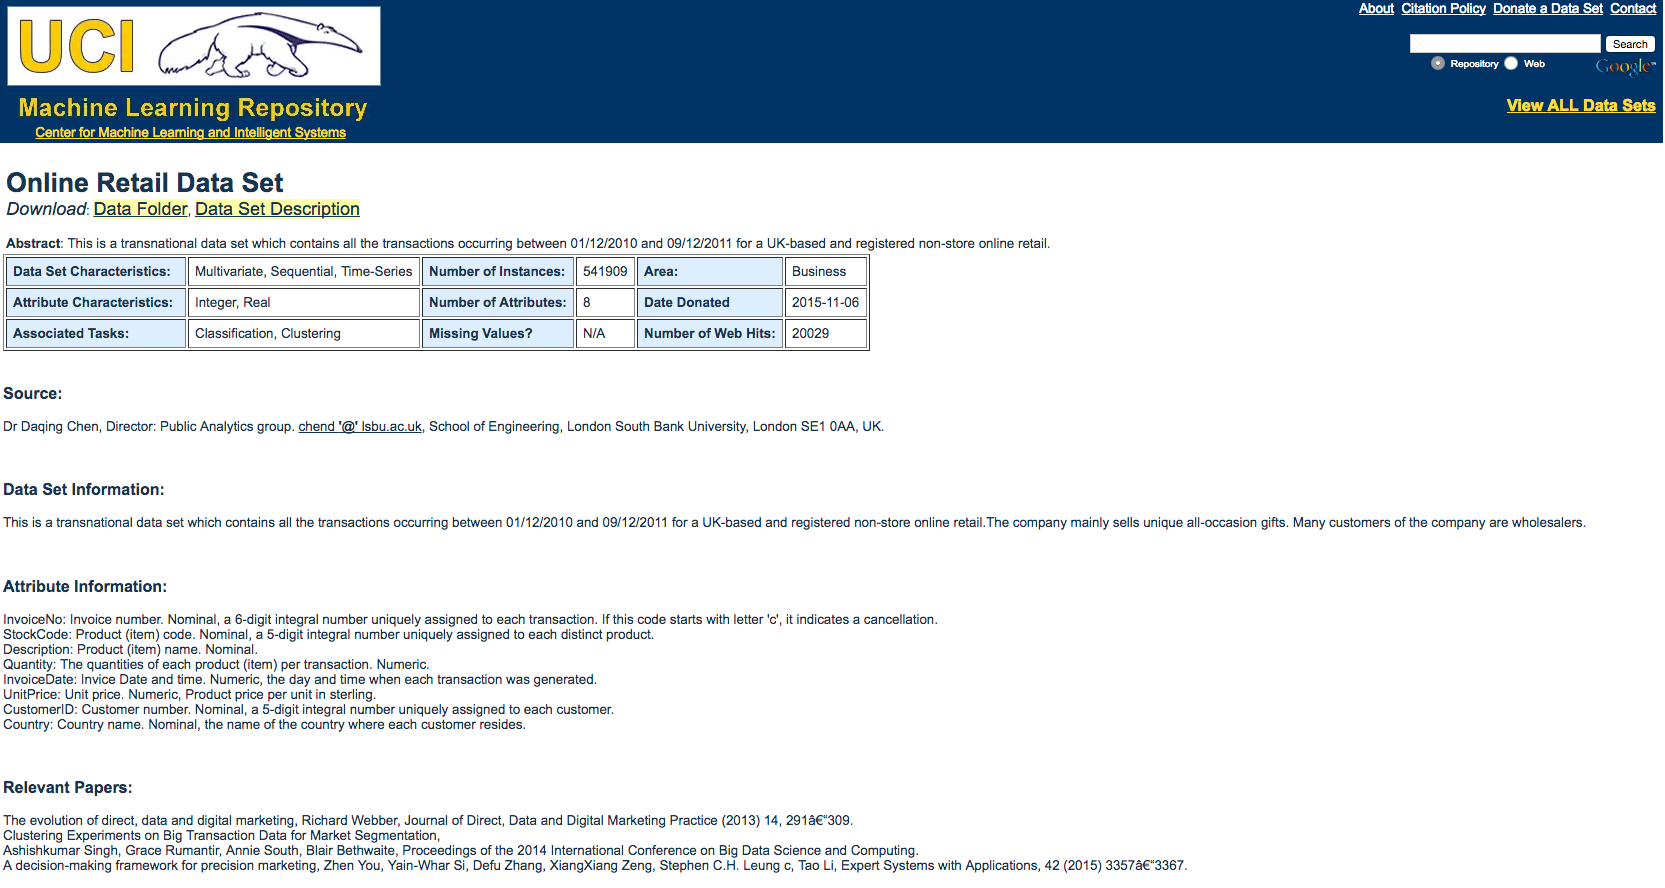 About Citation Policy Donate a Data Set Contact
UCI
Search
Repository Web Google™
Machine Learning Repository
View ALL Data Sets
Center for Machine Learning and Intelligent Systems
Online Retail Data Set
Download: Data Folder, Data Set Description
Abstract: This is a transnational data set which contains all the transactions occurring between 01/12/2010 and 09/12/2011 for a UK-based and registered non-store online retail.
Data Set Characteristics: Multivariate, Sequential, Time-Series Number of Instances: 541909 Area: Business
Attribute Characteristics: Integer, Real Number of Attributes: 8 Date Donated 2015-11-06
Associated Tasks: Classification, Clustering Missing Values? N/A Number of Web Hits: 20029
Source:
Dr Daqing Chen, Director: Public Analytics group. chend '@' lsbu.ac.uk, School of Engineering, London South Bank University, London SE1 0AA, UK.
Data Set Information:
This is a transnational data set which contains all the transactions occurring between 01/12/2010 and 09/12/2011 for a UK-based and registered non-store online retail.The company mainly sells unique all-occasion gifts. Many customers of the company are wholesalers.
Attribute Information:
InvoiceNo: Invoice number. Nominal, a 6-digit integral number uniquely assigned to each transaction. If this code starts with letter 'c', it indicates a cancellation.
StockCode: Product (item) code. Nominal, a 5-digit integral number uniquely assigned to each distinct product.
Description: Product (item) name. Nominal.
Quantity: The quantities of each product (item) per transaction. Numeric.
InvoiceDate: Invice Date and time. Numeric, the day and time when each transaction was generated.
UnitPrice: Unit price. Numeric, Product price per unit in sterling.
CustomerID: Customer number. Nominal, a 5-digit integral number uniquely assigned to each customer.
Country: Country name. Nominal, the name of the country where each customer resides.
Relevant Papers:
The evolution of direct, data and digital marketing, Richard Webber, Journal of Direct, Data and Digital Marketing Practice (2013) 14, 291â€“309.
Clustering Experiments on Big Transaction Data for Market Segmentation,
Ashishkumar Singh, Grace Rumantir, Annie South, Blair Bethwaite, Proceedings of the 2014 International Conference on Big Data Science and Computing.
A decision-making framework for precision marketing, Zhen You, Yain-Whar Si, Defu Zhang, XiangXiang Zeng, Stephen C.H. Leung c, Tao Li, Expert Systems with Applications, 42 (2015) 3357â€“3367.